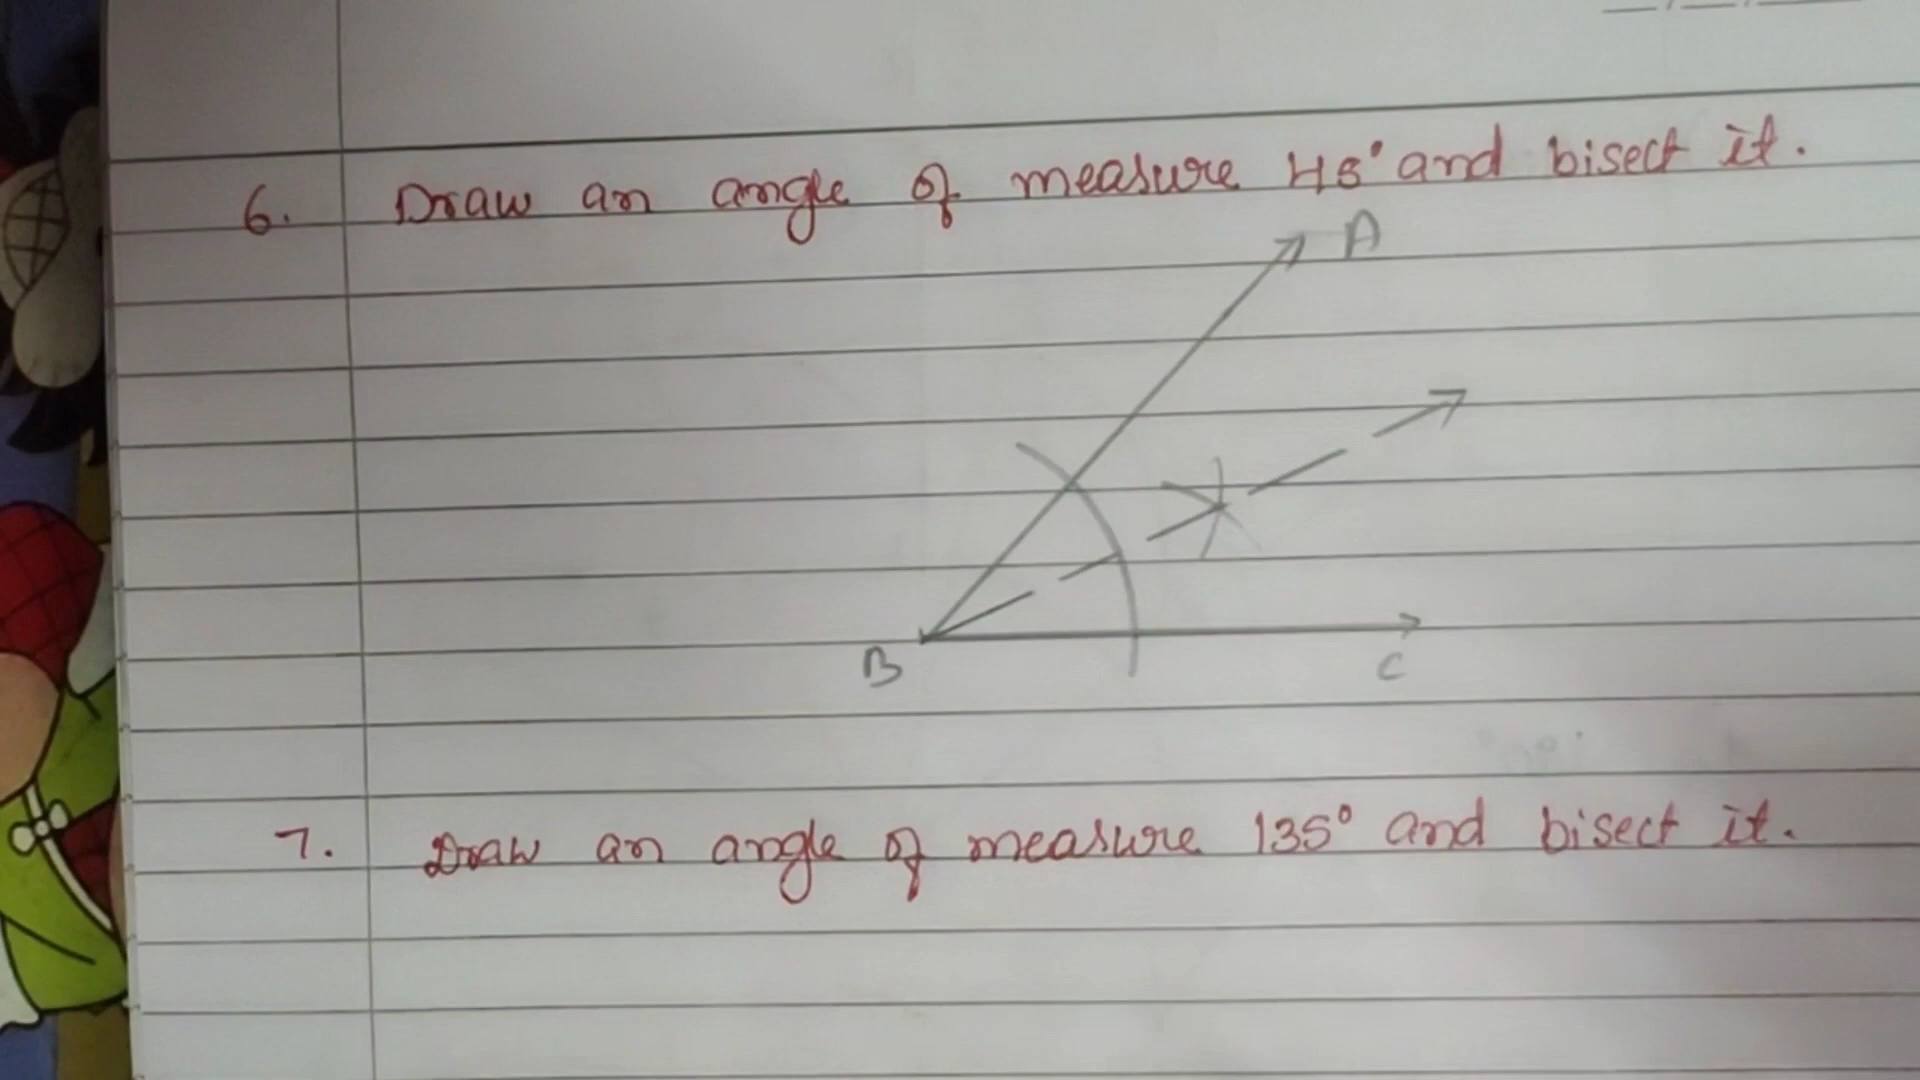 6. Draw an angle of measure 45° and bisect it.
A
B
C
7. Draw an angle of measure 135° and bisect it.